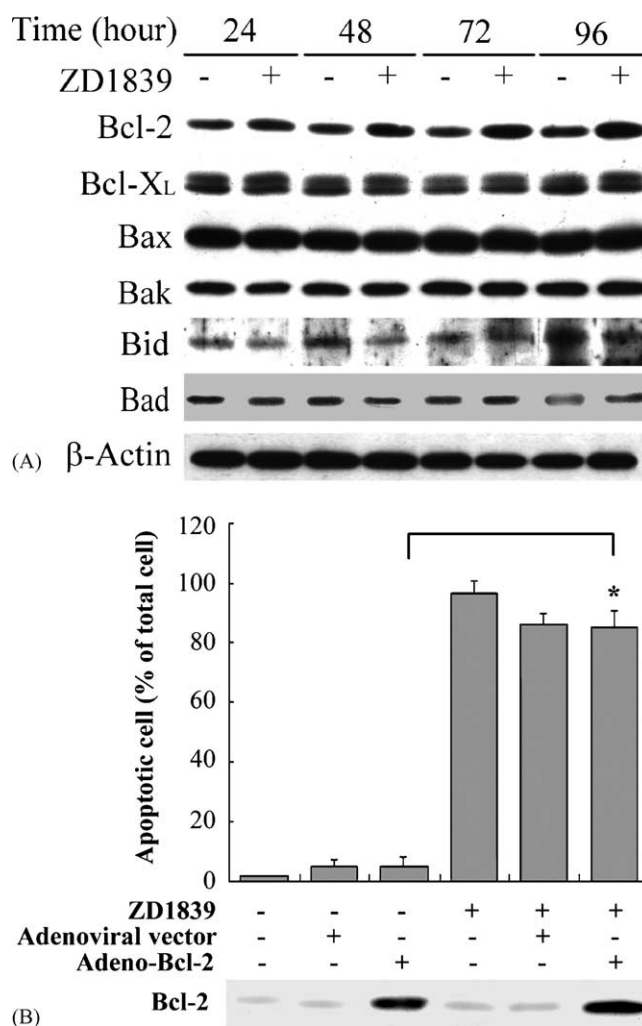 Time (hour) 24 48 72 96
ZD1839 - + - + - + - +
Bcl-2
Bcl-XL
Bax
Bak
Bid
Bad
(A) β-Actin
120
100
80
60
40
20
0
Apoptotic cell (% of total cell)
*
ZD1839 - - - + + +
Adenoviral vector - + - - + -
Adeno-Bcl-2 - - + - - +
(B) Bcl-2